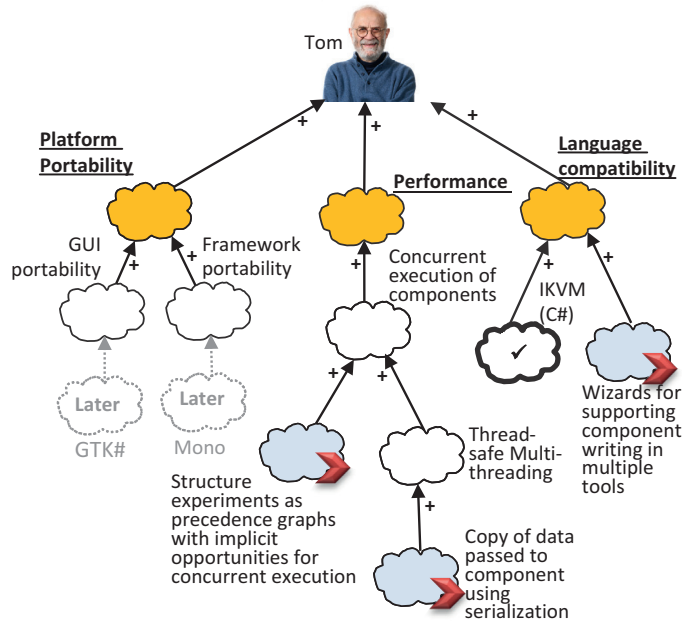 Tom
+
+
+
Platform
Portability
Performance
Language
compatibility
GUI
portability
+
+
Framework
portability
+
Concurrent
execution of
components
+
IKVM
(C#)
+
✓
Later
GTK#
Later
Mono
+
+
Wizards for
supporting
component
writing in
multiple
tools
Thread-
safe Multi-
threading
Structure
experiments as
precedence graphs
with implicit
opportunities for
concurrent execution
+
Copy of data
passed to
component
using
serialization